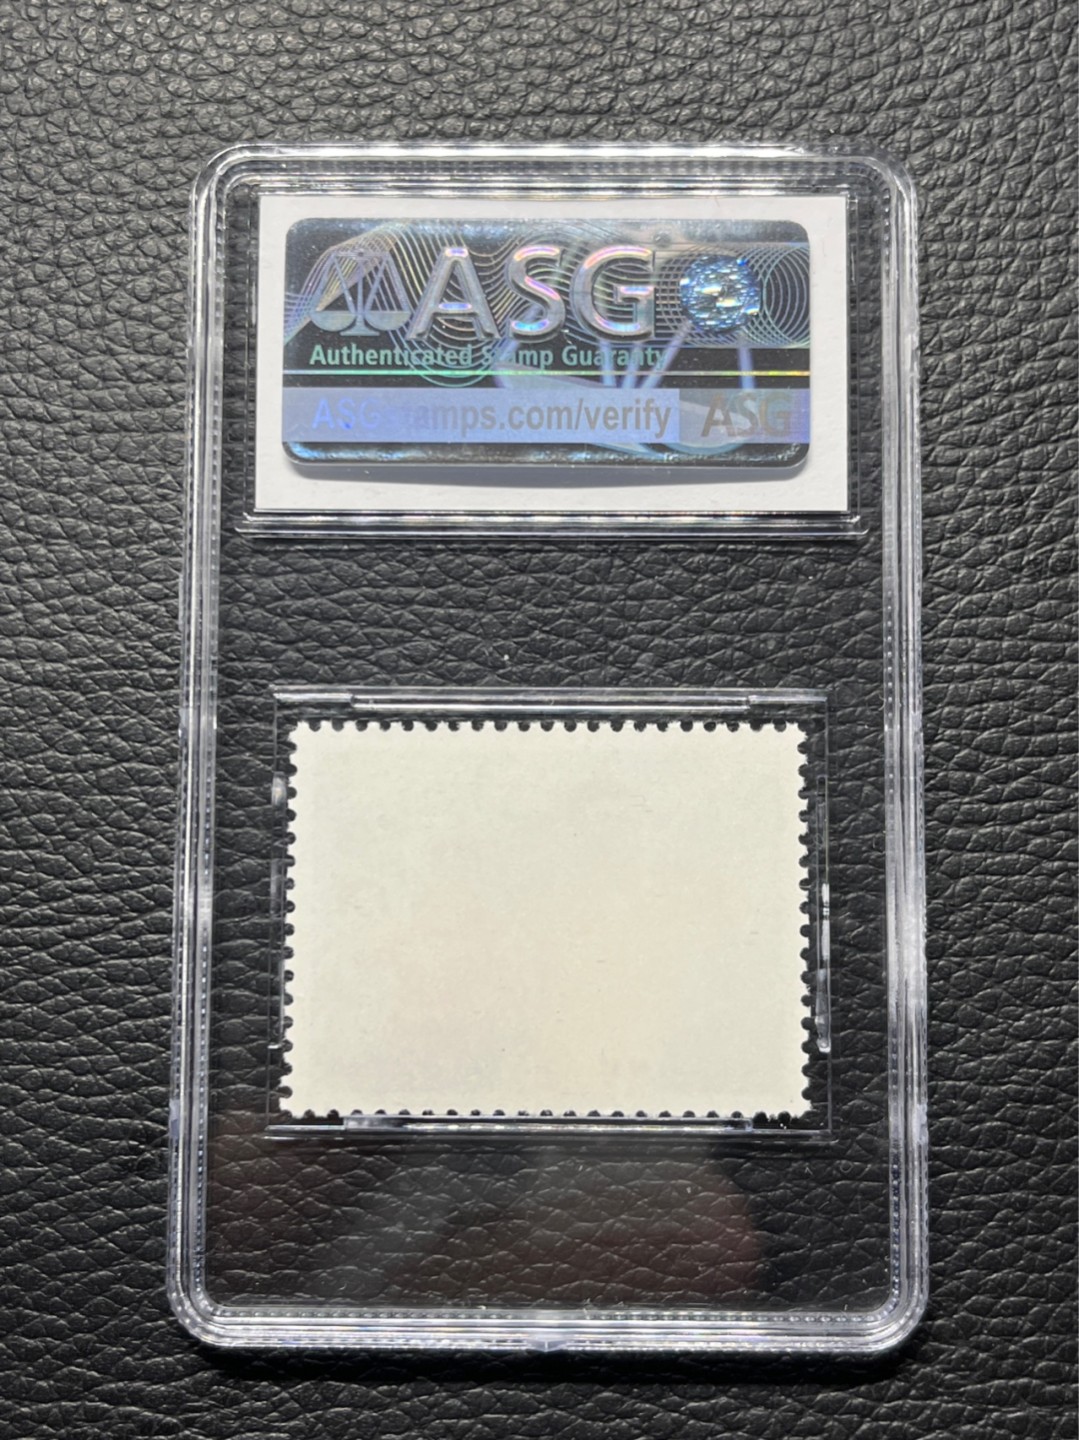 ASG
Authenticated Stamp Guaranty
ASGstamps.com/verify ASG